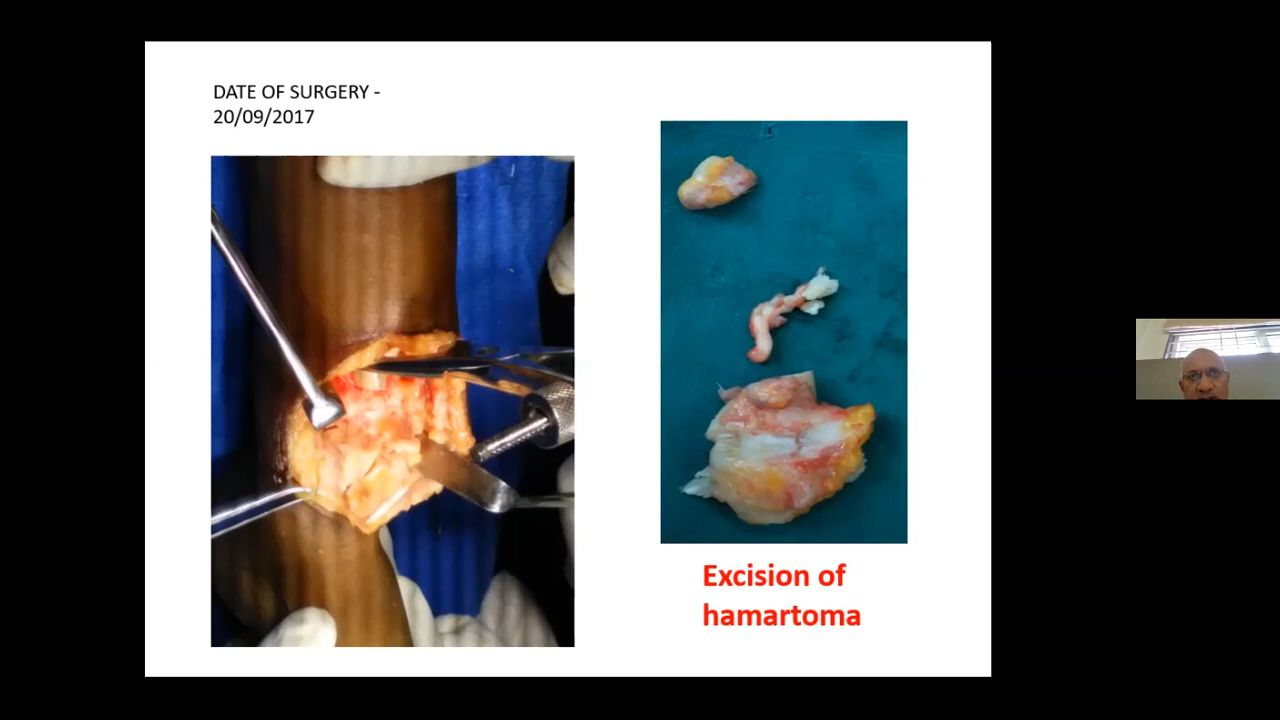 DATE OF SURGERY -
20/09/2017
Excision of
hamartoma